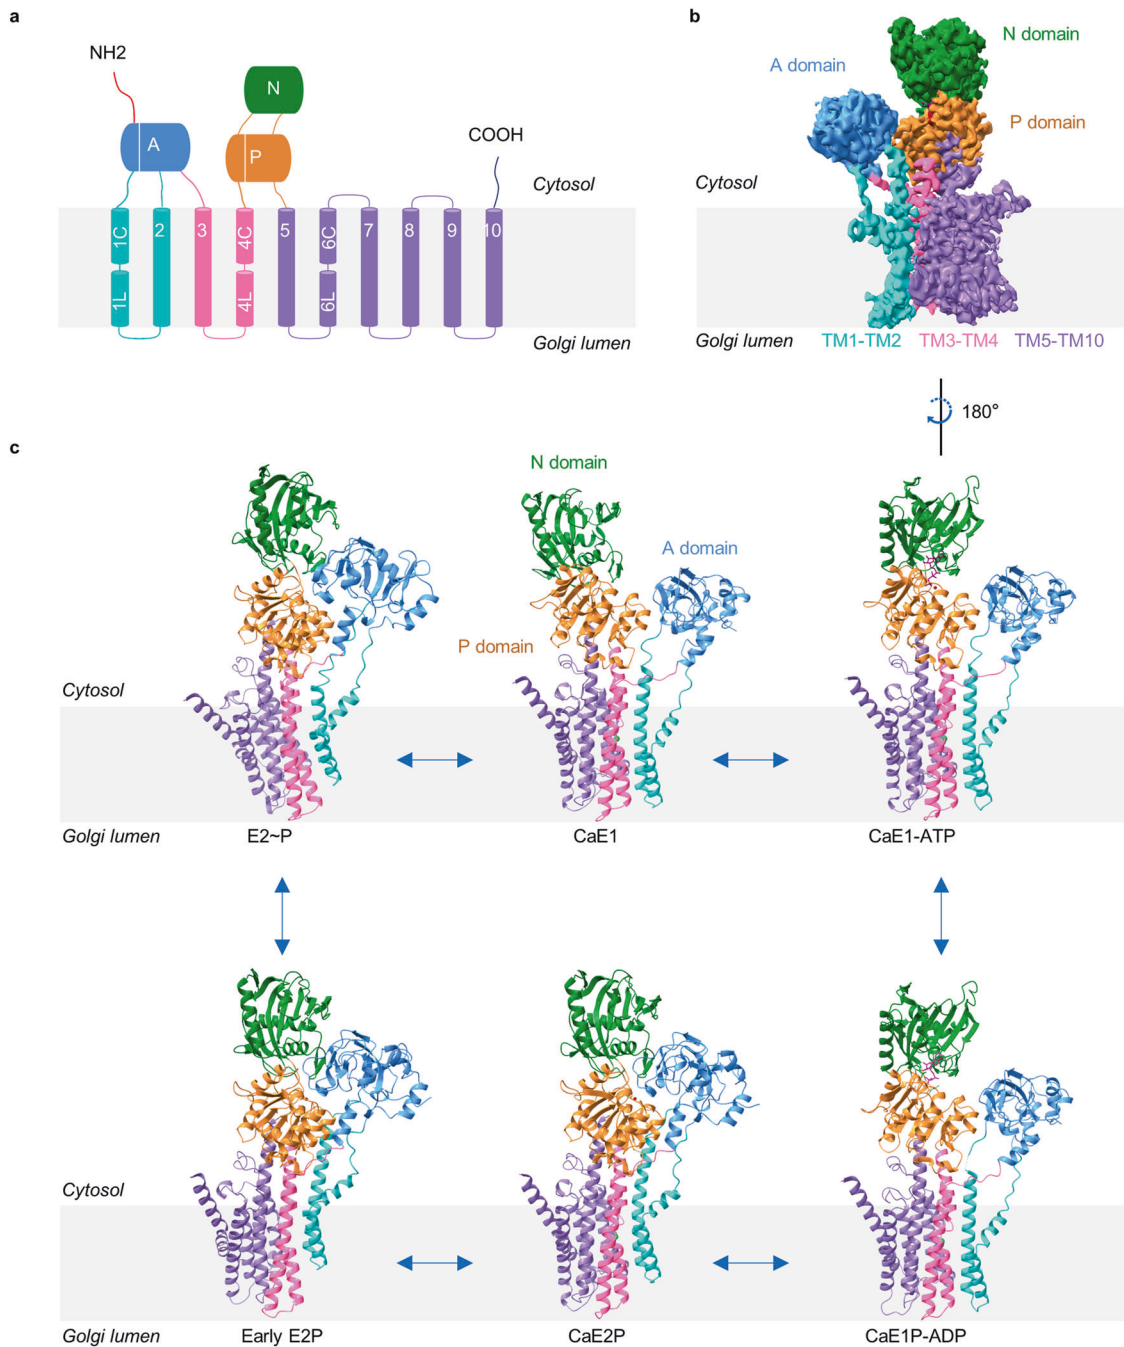 a
NH2
N
A
P
COOH
Cytosol
1C
2
3
4C
5
6C
7
8
9
10
1L
4L
6L
Golgi lumen
b
N domain
A domain
P domain
Cytosol
Golgi lumen TM1-TM2 TM3-TM4 TM5-TM10
180°
c
N domain
A domain
P domain
Cytosol
Golgi lumen E2~P CaE1 CaE1-ATP
Cytosol
Golgi lumen Early E2P CaE2P CaE1P-ADP